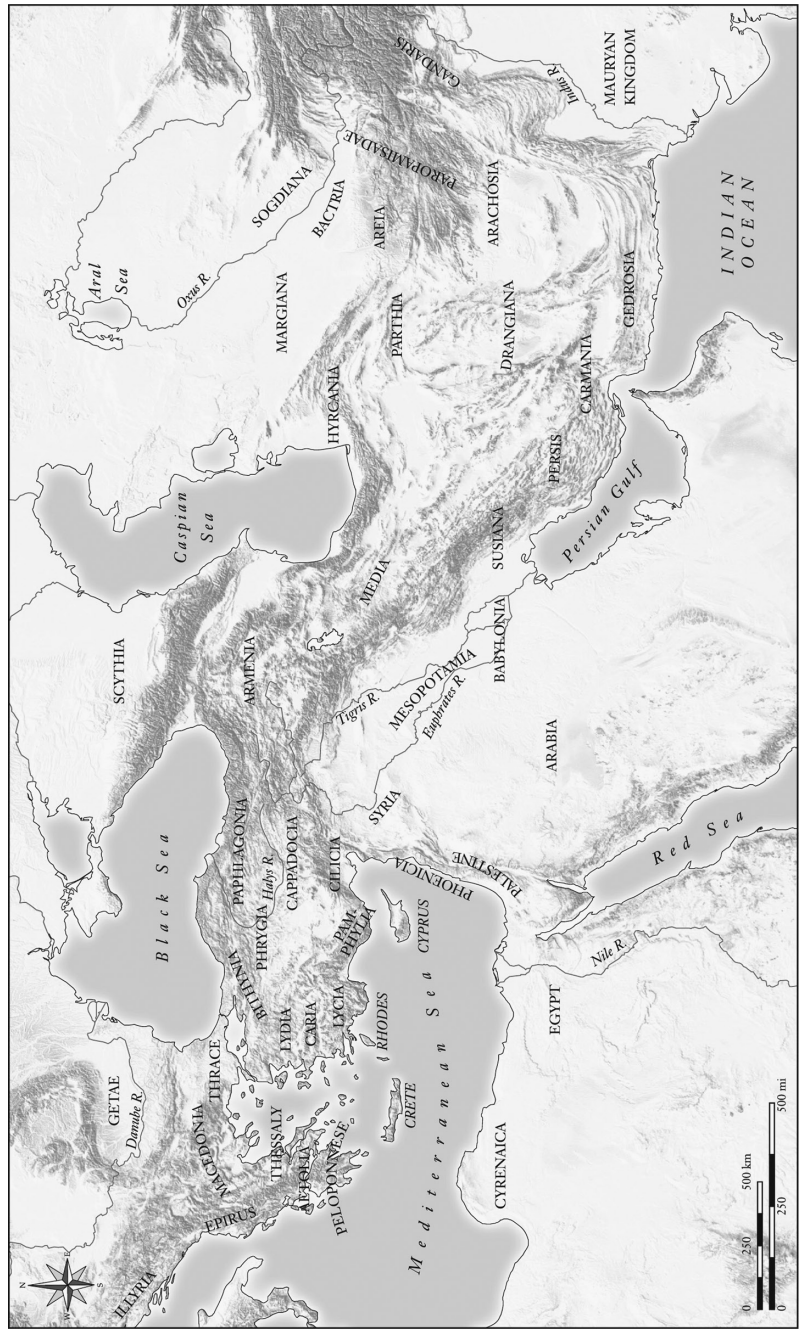 N
E
S
W
ILLYRIA
GETAE
Danube R.
THRACE
MACEDONIA
EPIRUS
THESSALY
AETOLIA
PELOPONNESE
CRETE
RHODES
Mediterranean Sea
CYRENAICA
Black Sea
BITHYNIA
PAPHLAGONIA
PHRYGIA
Halys R.
CAPPADOCIA
LYDIA
CARIA
LYCIA
PAM-
PHYLIA
CILICIA
CYPRUS
PHOENICIA
PALESTINE
SYRIA
EGYPT
Nile R.
Red Sea
ARABIA
SCYTHIA
ARMENIA
Tigris R.
MESOPOTAMIA
Euphrates R.
BABYLONIA
MEDIA
SUSIANA
Caspian
Sea
HYRCANIA
PERSIS
Persian Gulf
CARMANIA
Aral
Sea
Oxus R.
MARGIANA
PARTHIA
DRANGIANA
GEDROSIA
SOGDIANA
BACTRIA
AREIA
PAROPAMISADAE
ARACHOSIA
GANDARIS
Indus R.
MAURYAN
KINGDOM
INDIAN
OCEAN
0 250 500 km
0 250 500 mi